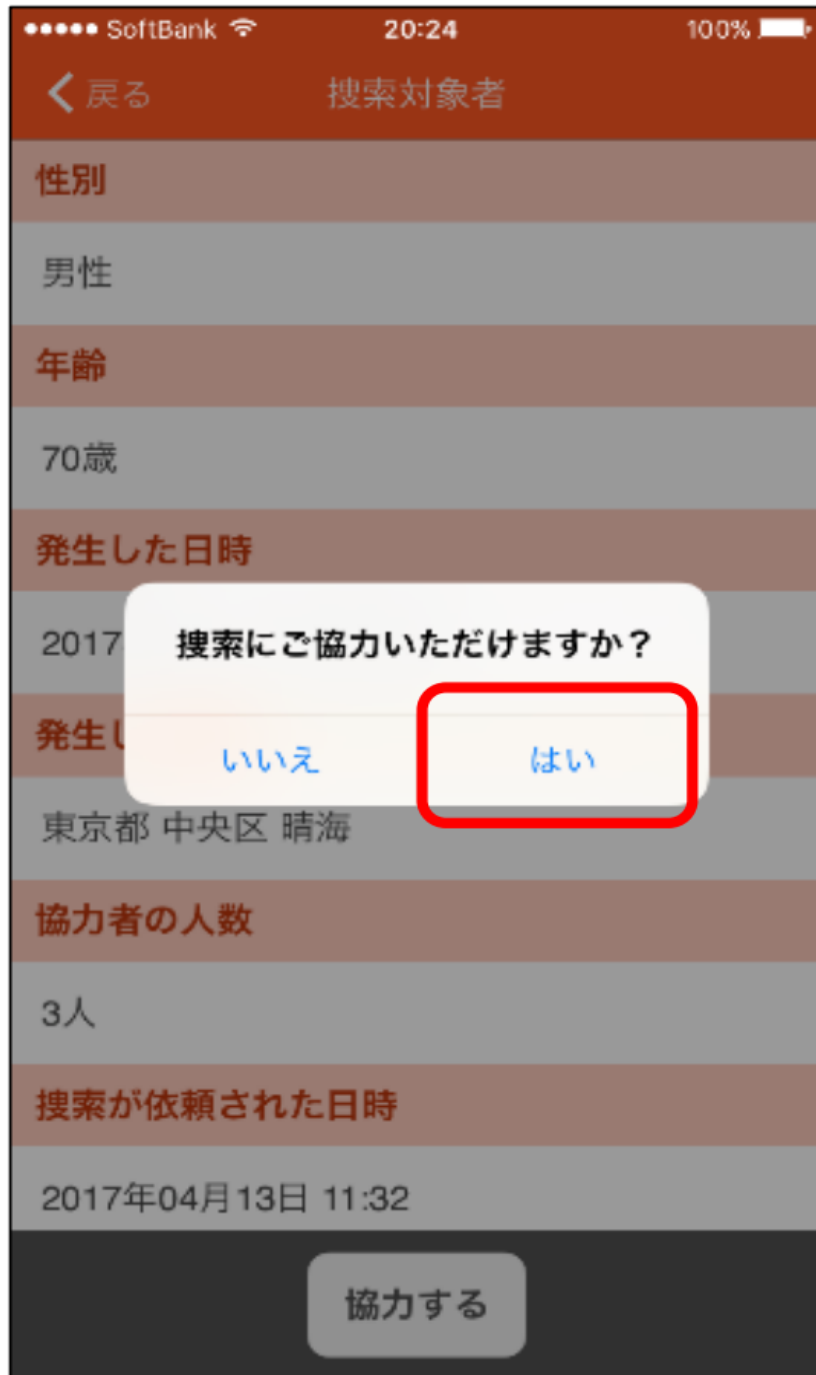 SoftBank 20:24 100%
戻る 捜索対象者
性別
男性
年齢
70歳
発生した日時
2017
捜索にご協力いただけますか？
発生し
いいえ はい
東京都 中央区 晴海
協力者の人数
3人
捜索が依頼された日時
2017年04月13日 11:32
協力する